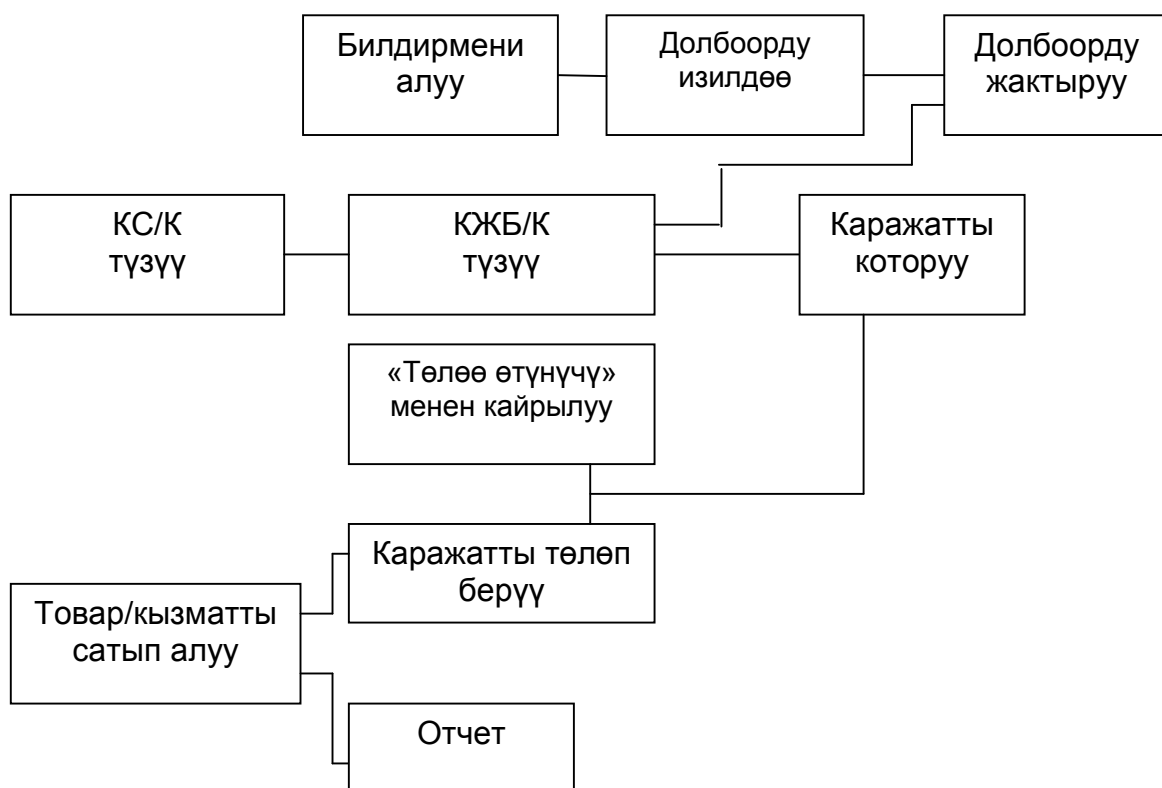 Билдирмени
алуу
Долбоорду
изилдөө
Долбоорду
жактыруу
КС/К
түзүү
КЖБ/К
түзүү
Каражатты
которуу
«Төлөө өтүнүчү»
менен кайрылуу
Каражатты төлөп
берүү
Товар/кызматты
сатып алуу
Отчет